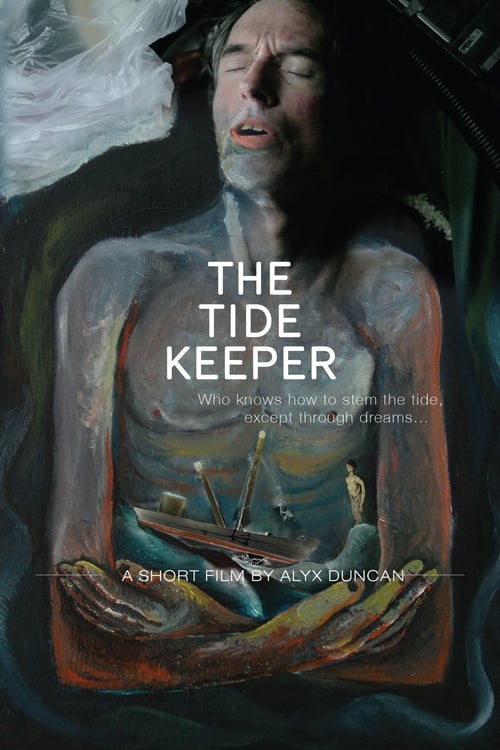 THE
TIDE
KEEPER
Who knows how to stem the tide,
except through dreams...
A SHORT FILM BY ALYX DUNCAN